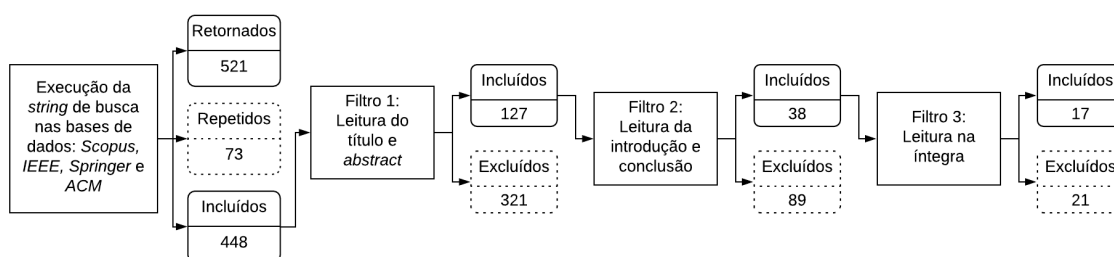 Execução da
string de busca
nas bases de
dados: Scopus,
IEEE, Springer e
ACM
Retornados
521
Repetidos
73
Incluídos
448
Filtro 1:
Leitura do
título e
abstract
Incluídos
127
Excluídos
321
Filtro 2:
Leitura da
introdução e
conclusão
Incluídos
38
Excluídos
89
Filtro 3:
Leitura na
íntegra
Incluídos
17
Excluídos
21